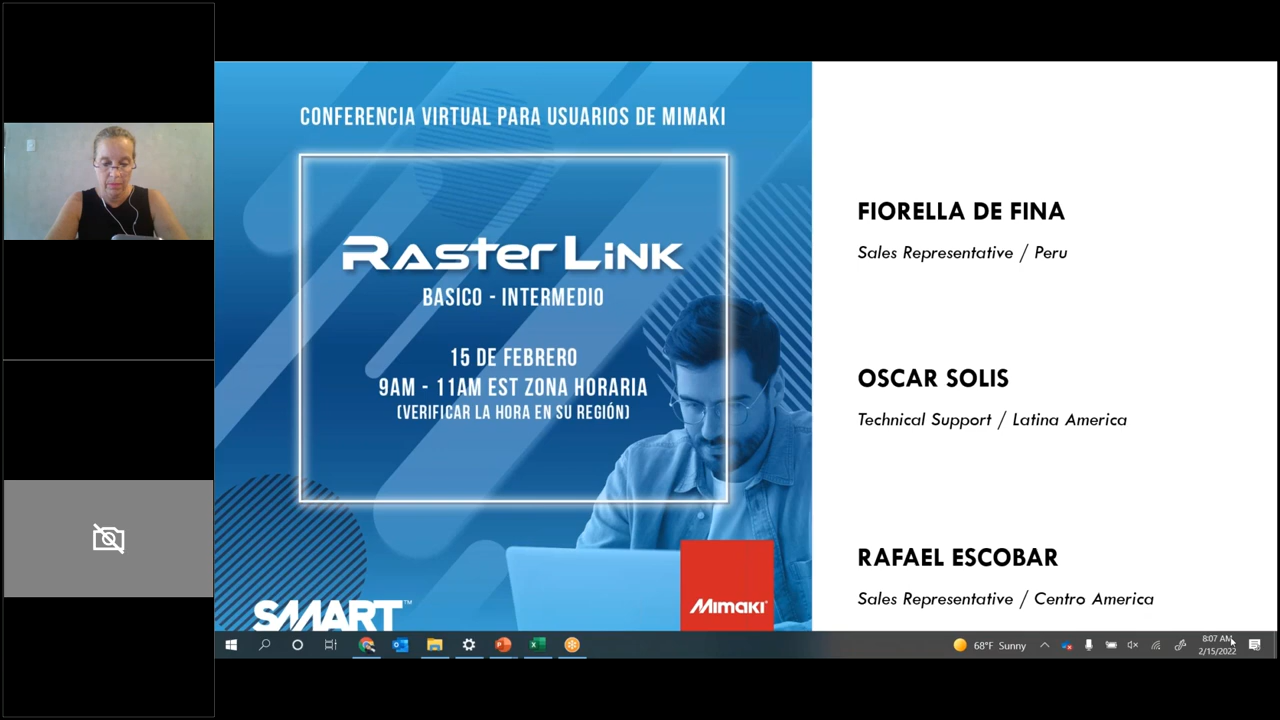 CONFERENCIA VIRTUAL PARA USUARIOS DE MIMAKI
RASTERLINK
BASICO - INTERMEDIO
15 DE FEBRERO
9AM - 11AM EST ZONA HORARIA
(VERIFICAR LA HORA EN SU REGIÓN)
SMART™
Mimaki®
FIORELLA DE FINA
Sales Representative / Peru
OSCAR SOLIS
Technical Support / Latina America
RAFAEL ESCOBAR
Sales Representative / Centro America
68°F Sunny
8:07 AM
2/15/2022